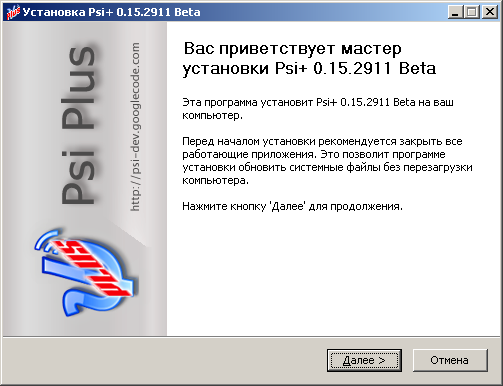 Установка Psi+ 0.15.2911 Beta
Psi Plus
http://psi-dev.googlecode.com
PLUS
Вас приветствует мастер
установки Psi+ 0.15.2911 Beta
Эта программа установит Psi+ 0.15.2911 Beta на ваш
компьютер.
Перед началом установки рекомендуется закрыть все
работающие приложения. Это позволит программе
установки обновить системные файлы без перезагрузки
компьютера.
Нажмите кнопку 'Далее' для продолжения.
Далее >
Отмена